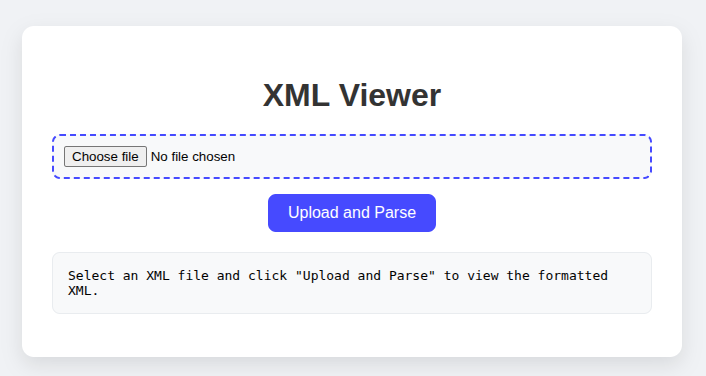 XML Viewer
Choose file No file chosen
Upload and Parse
Select an XML file and click "Upload and Parse" to view the formatted
XML.